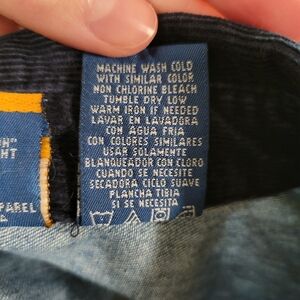 MACHINE WASH COLD
WITH SIMILAR COLOR
NON CHLORINE BLEACH
TUMBLE DRY LOW
WARM IRON IF NEEDED
LAVAR EN LAVADORA
CON AGUA FRIA
CON COLORES SIMILARES
USAR SOLAMENTE
BLANQUEADOR CON CLORO
CUANDO SE NECESITE
SECADORA CICLO SUAVE
PLANCHA TIBIA
SI SE NECESITA